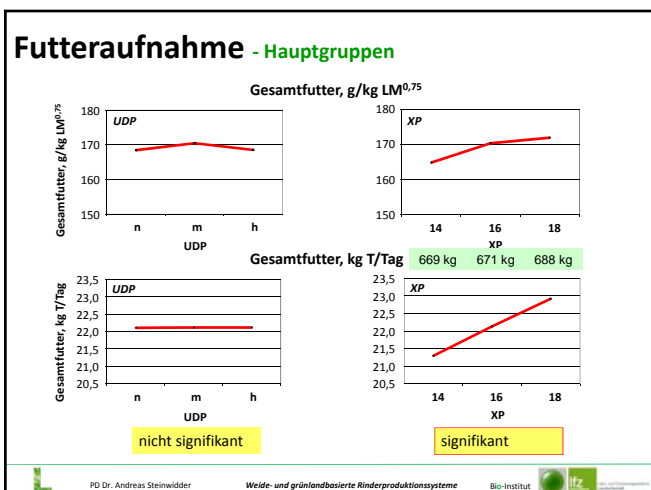 Futteraufnahme - Hauptgruppen
Gesamtfutter, g/kg LM0,75
Gesamtfutter, g/kg LM0,75
180
170
160
150
UDP
n m h
UDP
180
170
160
150
XP
14 16 18
XP
Gesamtfutter, kg T/Tag 669 kg 671 kg 688 kg
Gesamtfutter, kg T/Tag
23,5
23,0
22,5
22,0
21,5
21,0
20,5
UDP
n m h
UDP
23,5
23,0
22,5
22,0
21,5
21,0
20,5
XP
14 16 18
XP
nicht signifikant
signifikant
PD Dr. Andreas Steinwidder Weide- und grünlandbasierte Rinderproduktionssysteme Bio-Institut lfz